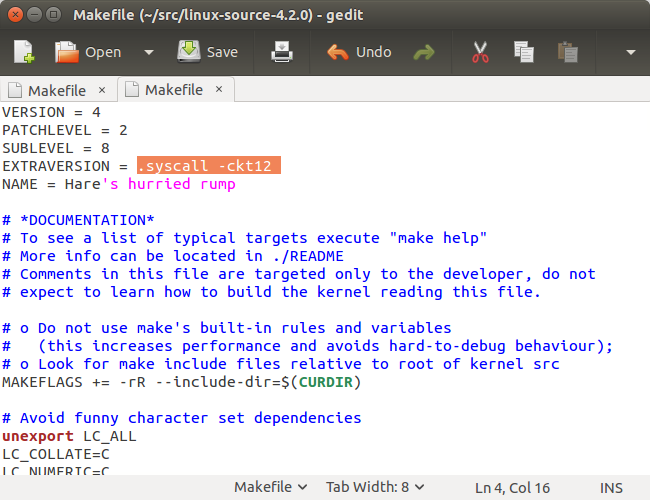 Makefile (~/src/linux-source-4.2.0) - gedit
Open Save Undo
Makefile × Makefile ×
VERSION = 4
PATCHLEVEL = 2
SUBLEVEL = 8
EXTRAVERSION = .syscall -ckt12
NAME = Hare's hurried rump
# *DOCUMENTATION*
# To see a list of typical targets execute "make help"
# More info can be located in ./README
# Comments in this file are targeted only to the developer, do not
# expect to learn how to build the kernel reading this file.
# o Do not use make's built-in rules and variables
#   (this increases performance and avoids hard-to-debug behaviour);
# o Look for make include files relative to root of kernel src
MAKEFLAGS += -rR --include-dir=$(CURDIR)
# Avoid funny character set dependencies
unexport LC_ALL
LC_COLLATE=C
LC_NUMERIC=C
Makefile Tab Width: 8 Ln 4, Col 16 INS